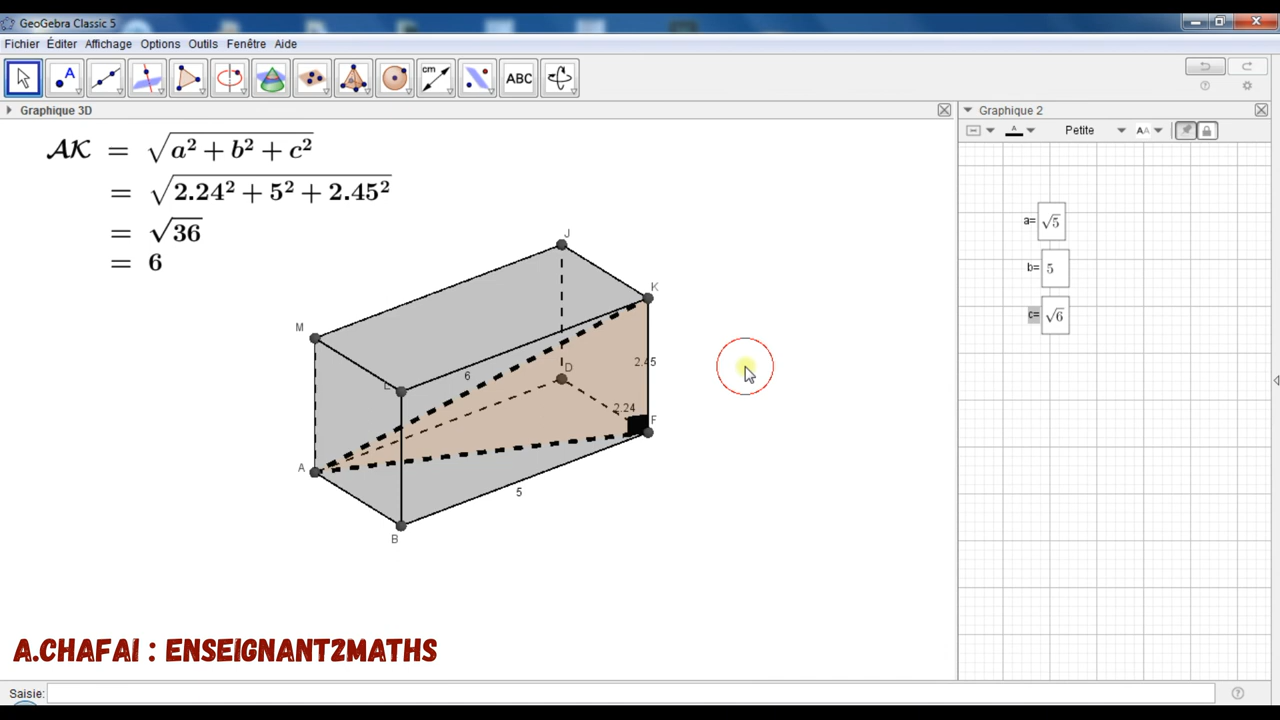 GeoGebra Classic 5
Fichier Éditer Affichage Options Outils Fenêtre Aide
A
cm
ABC
Graphique 3D
Graphique 2
A Petite AA
AK = √a² + b² + c²
= √2.24² + 5² + 2.45²
= √36
= 6
a= √5
b= 5
c= √6
J
K
M
E
6
2.45
D
2.24
F
A
5
B
A.CHAFAI : ENSEIGNANT2MATHS
Saisie: